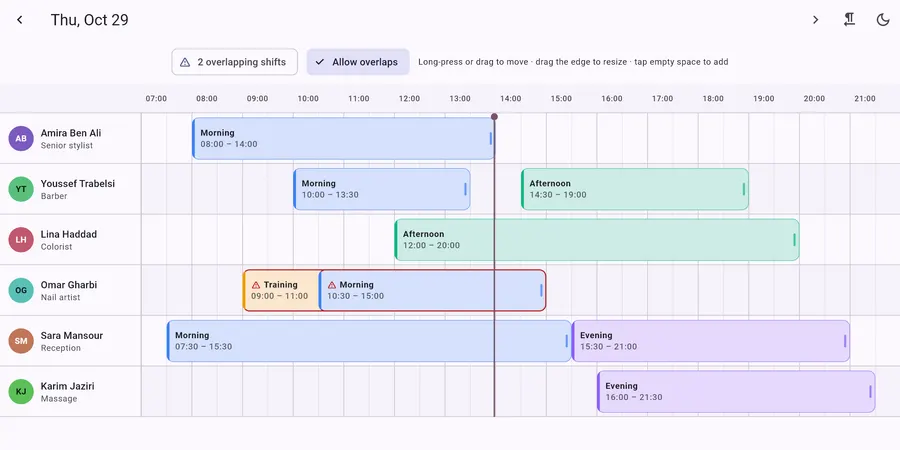 Thu, Oct 29
2 overlapping shifts
Allow overlaps
Long-press or drag to move · drag the edge to resize · tap empty space to add
07:00 08:00 09:00 10:00 11:00 12:00 13:00 14:00 15:00 16:00 17:00 18:00 19:00 20:00 21:00
AB
Amira Ben Ali
Senior stylist
Morning
08:00 – 14:00
YT
Youssef Trabelsi
Barber
Morning
10:00 – 13:30
Afternoon
14:30 – 19:00
LH
Lina Haddad
Colorist
Afternoon
12:00 – 20:00
OG
Omar Gharbi
Nail artist
Training
09:00 – 11:00
Morning
10:30 – 15:00
SM
Sara Mansour
Reception
Morning
07:30 – 15:30
Evening
15:30 – 21:00
KJ
Karim Jaziri
Massage
Evening
16:00 – 21:30